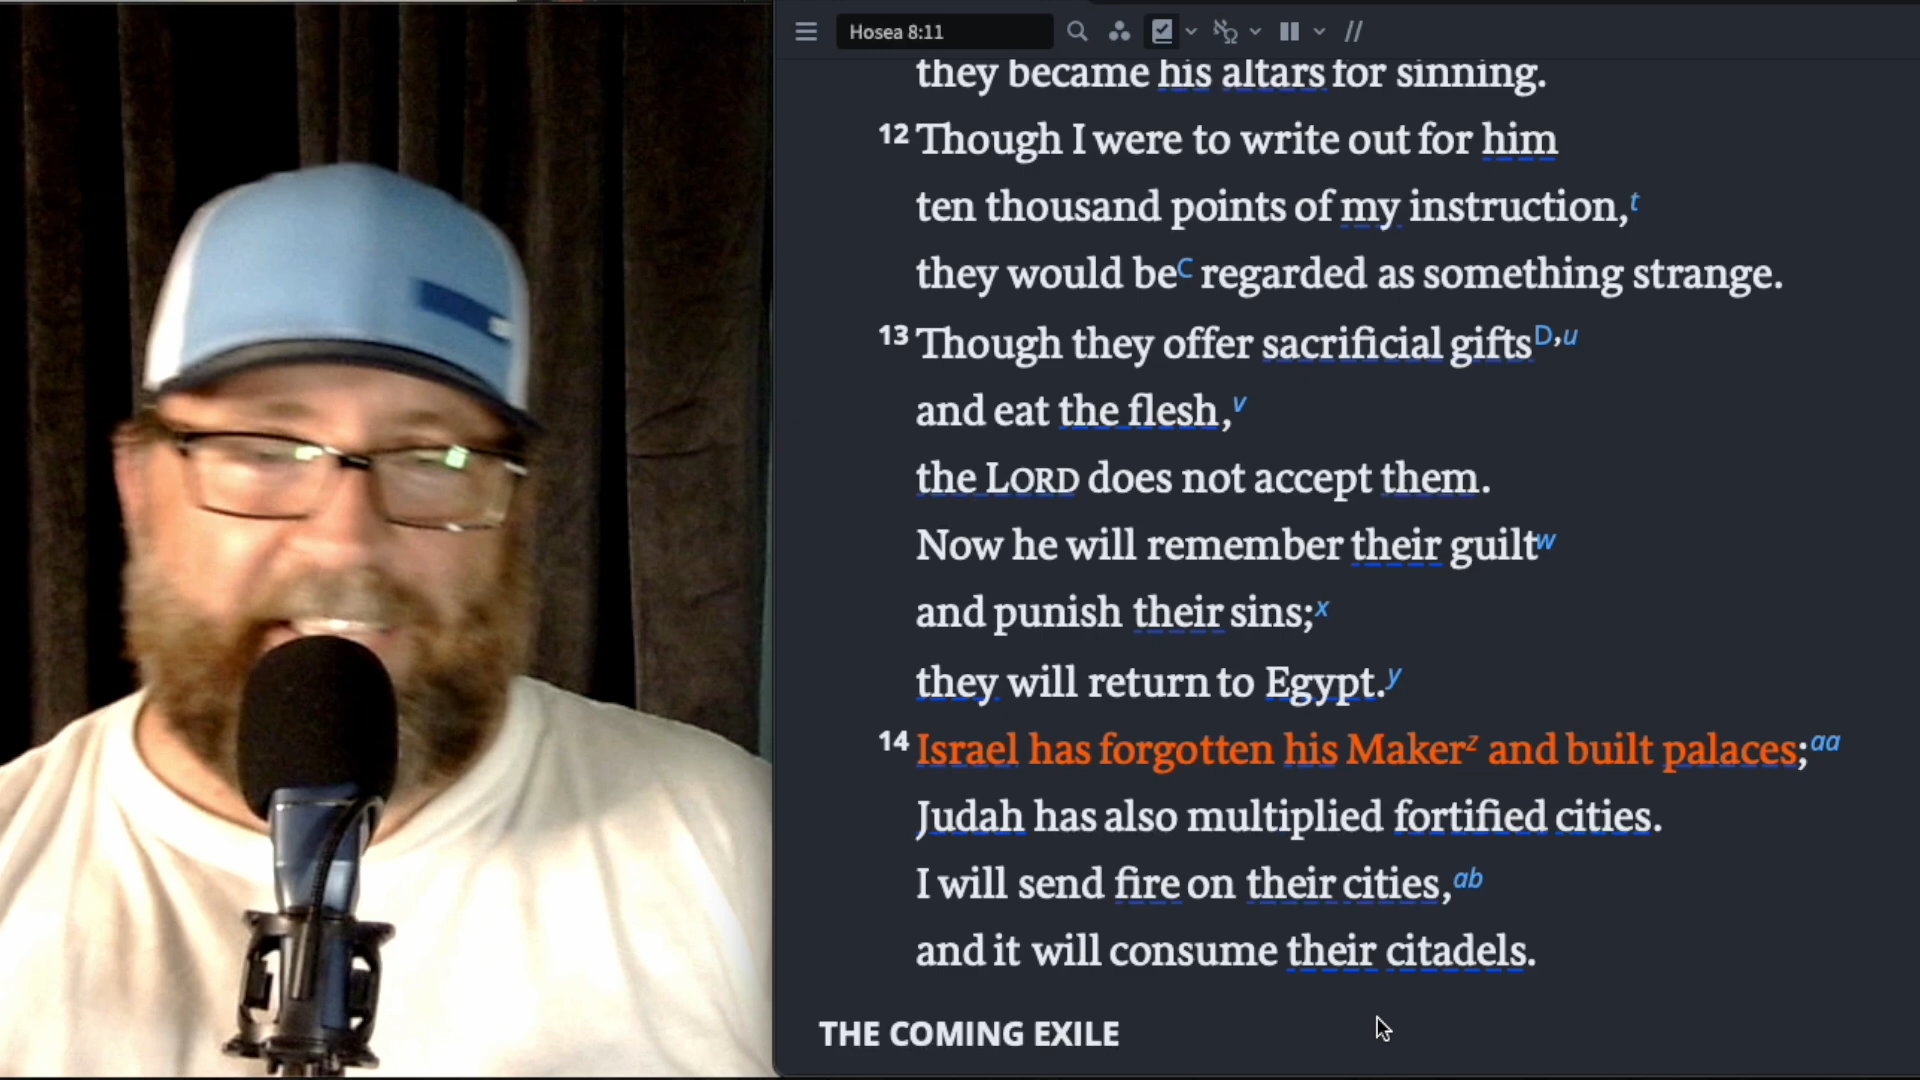 Hosea 8:11
they became his altars for sinning.
12 Though I were to write out for him
ten thousand points of my instruction,t
they would beC regarded as something strange.
13 Though they offer sacrificial giftsD,u
and eat the flesh,v
the LORD does not accept them.
Now he will remember their guiltw
and punish their sins;x
they will return to Egypt.y
14 Israel has forgotten his Makerz and built palaces;aa
Judah has also multiplied fortified cities.
I will send fire on their cities,ab
and it will consume their citadels.
THE COMING EXILE